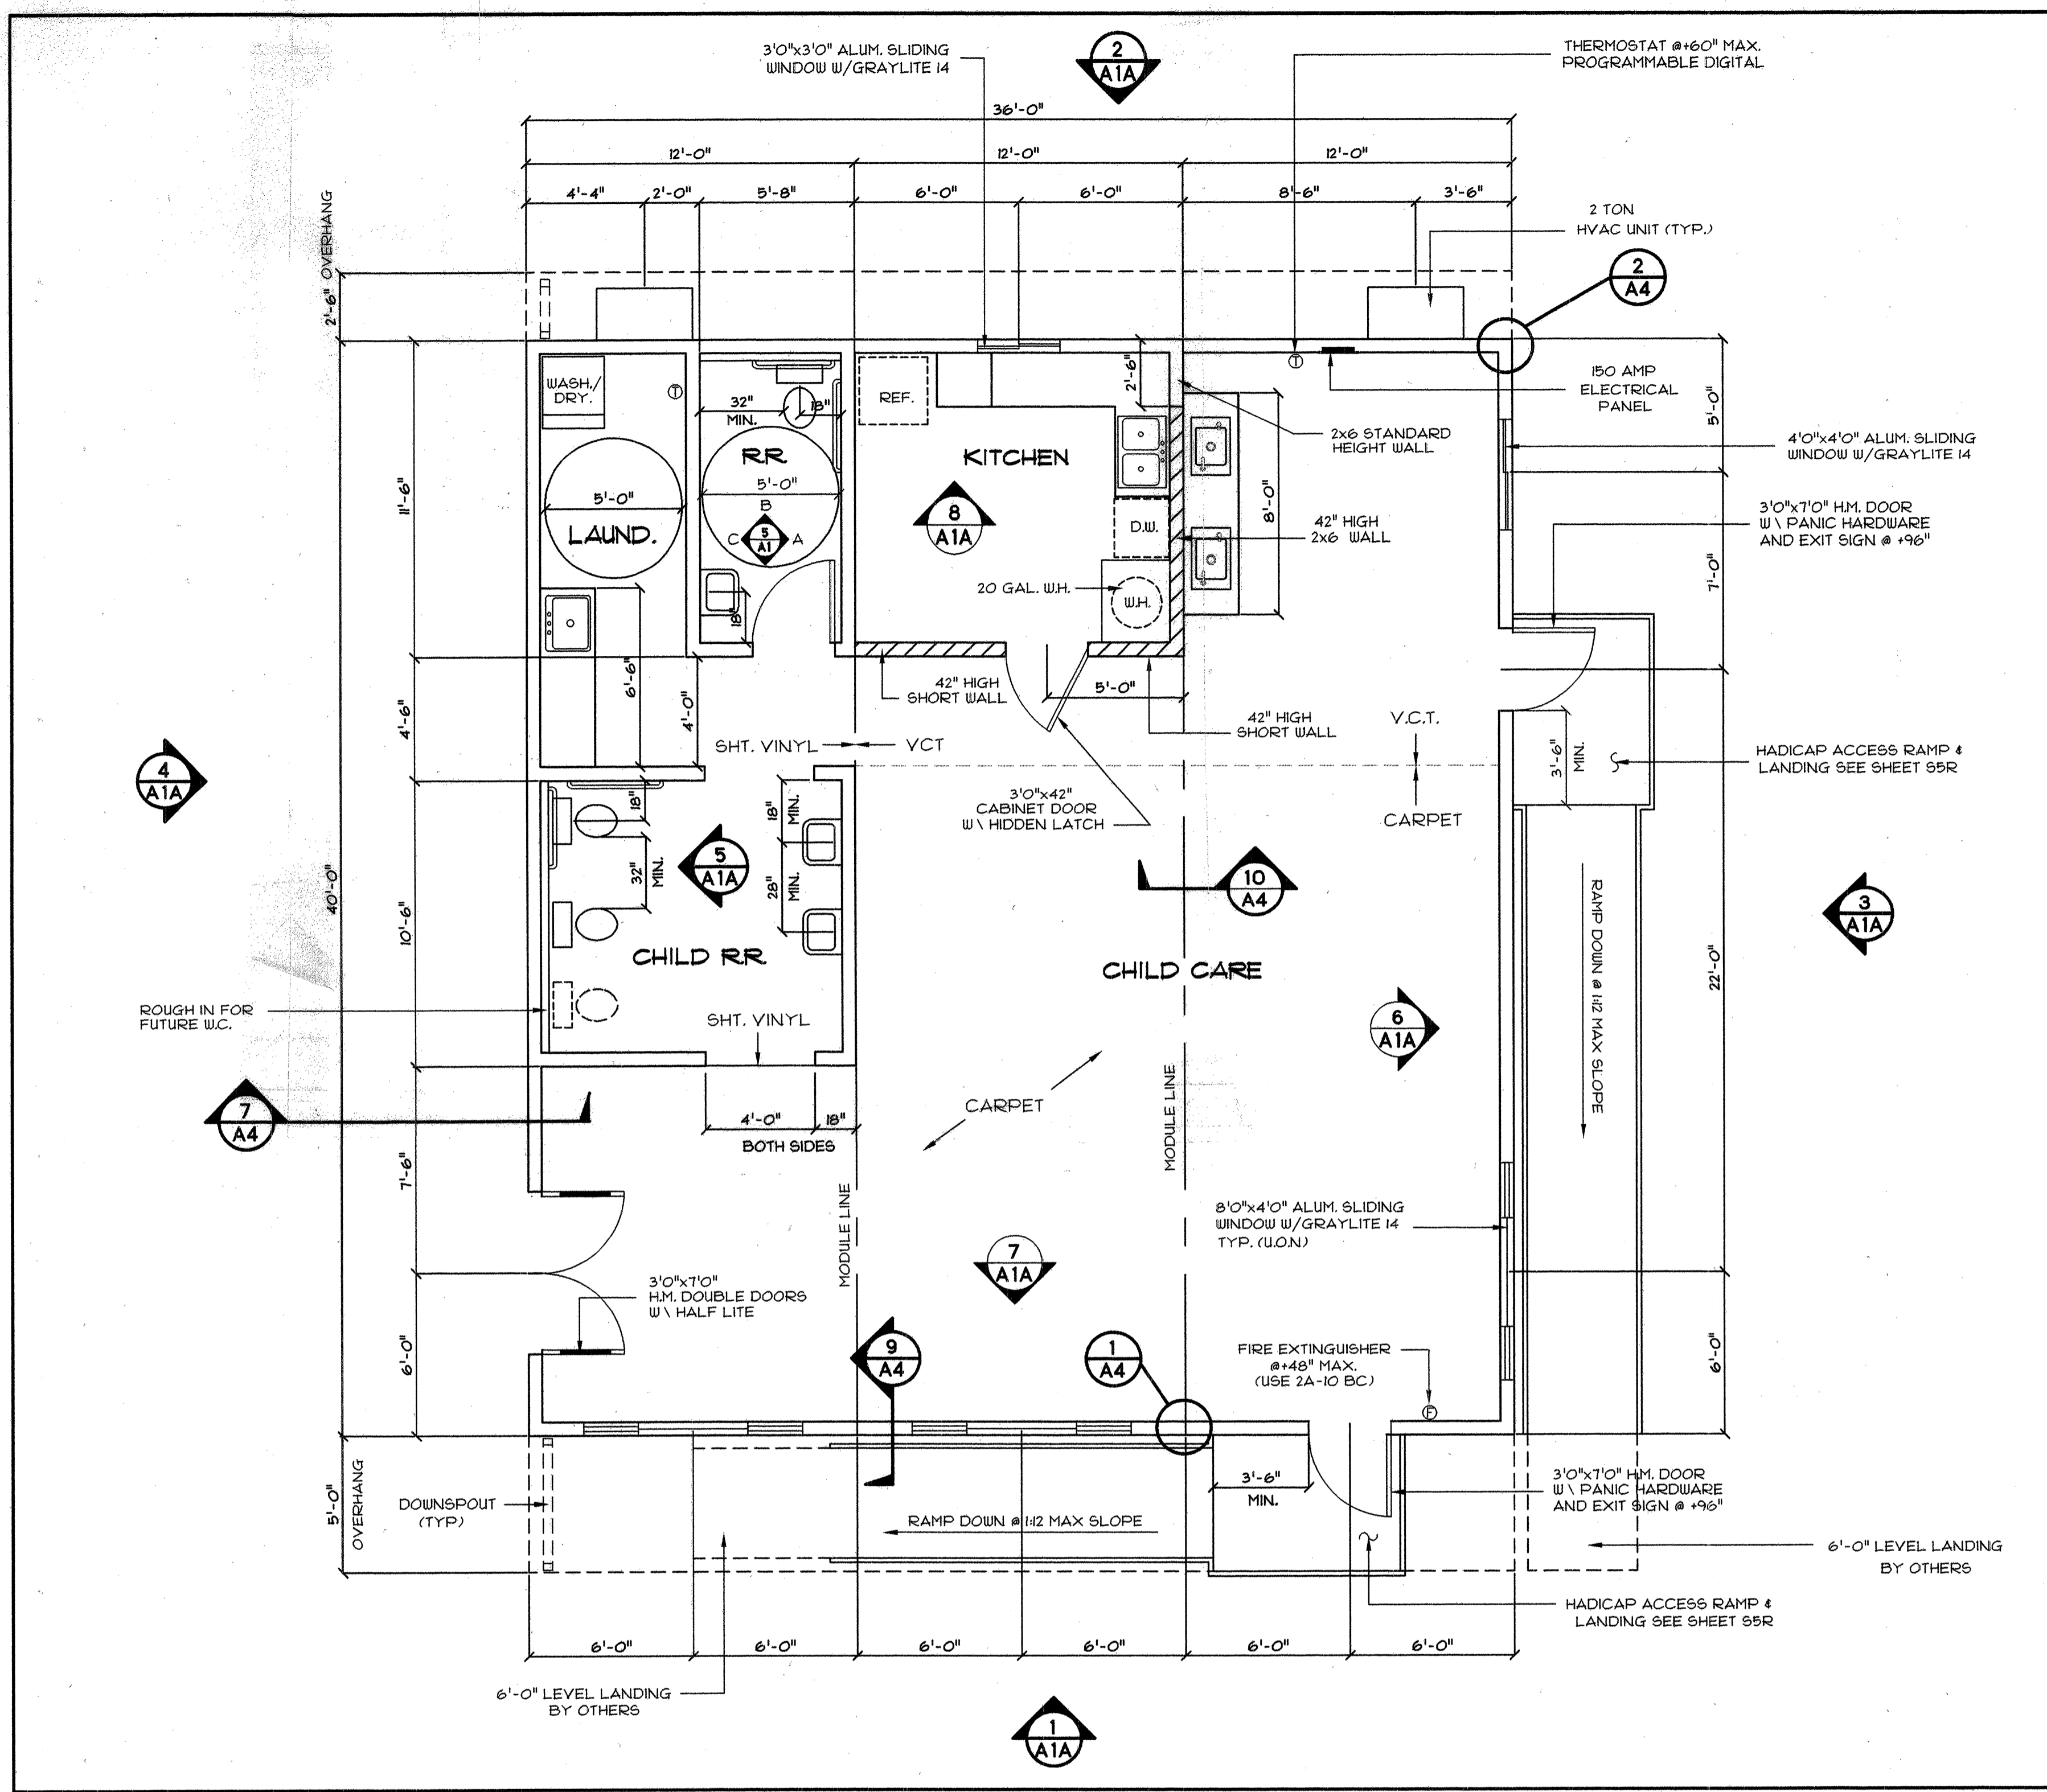 3'0"x3'0" ALUM. SLIDING
WINDOW W/GRAYLITE 14
2
A1A
THERMOSTAT @+60" MAX.
PROGRAMMABLE DIGITAL
36'-0"
12'-0"
12'-0"
12'-0"
4'-4"
2'-0"
5'-8"
6'-0"
6'-0"
8'-6"
3'-6"
2 TON
HVAC UNIT (TYP.)
2'-6" OVERHANG
2
A4
WASH./
DRY.
T
32"
MIN.
18"
REF.
2'-6"
T
150 AMP
ELECTRICAL
PANEL
5'-0"
2x6 STANDARD
HEIGHT WALL
4'0"x4'0" ALUM. SLIDING
WINDOW W/GRAYLITE 14
R.R.
KITCHEN
11'-6"
5'-0"
5'-0"
LAUND.
B
C
5
A1
A
8
A1A
D.W.
8'-0"
42" HIGH
2x6 WALL
3'0"x7'0" H.M. DOOR
W \ PANIC HARDWARE
AND EXIT SIGN @ +96"
7'-0"
20 GAL. W.H.
W.H.
18"
6'-6"
4'-0"
42" HIGH
SHORT WALL
5'-0"
42" HIGH
SHORT WALL
V.C.T.
4'-6"
SHT. VINYL
VCT
3'-6"
MIN.
HADICAP ACCESS RAMP &
LANDING SEE SHEET S5R
4
A1A
3'0"x42"
CABINET DOOR
W \ HIDDEN LATCH
CARPET
18"
18"
MIN.
32"
MIN.
28"
MIN.
5
A1A
10
A4
40'-0"
10'-6"
CHILD R.R.
CHILD CARE
RAMP DOWN @ 1:12 MAX SLOPE
3
A1A
22'-0"
ROUGH IN FOR
FUTURE W.C.
SHT. VINYL
6
A1A
7
A4
4'-0"
18"
BOTH SIDES
CARPET
MODULE LINE
7'-6"
MODULE LINE
8'0"x4'0" ALUM. SLIDING
WINDOW W/GRAYLITE 14
TYP. (U.O.N)
7
A1A
3'0"x7'0"
H.M. DOUBLE DOORS
W \ HALF LITE
6'-0"
9
A4
1
A4
FIRE EXTINGUISHER
@+48" MAX.
(USE 2A-10 BC)
6'-0"
F
5'-0"
OVERHANG
DOWNSPOUT
(TYP)
RAMP DOWN @ 1:12 MAX SLOPE
3'-6"
MIN.
3'0"x7'0" H.M. DOOR
W \ PANIC HARDWARE
AND EXIT SIGN @ +96"
6'-0" LEVEL LANDING
BY OTHERS
HADICAP ACCESS RAMP &
LANDING SEE SHEET S5R
6'-0"
6'-0"
6'-0"
6'-0"
6'-0"
6'-0"
6'-0" LEVEL LANDING
BY OTHERS
1
A1A